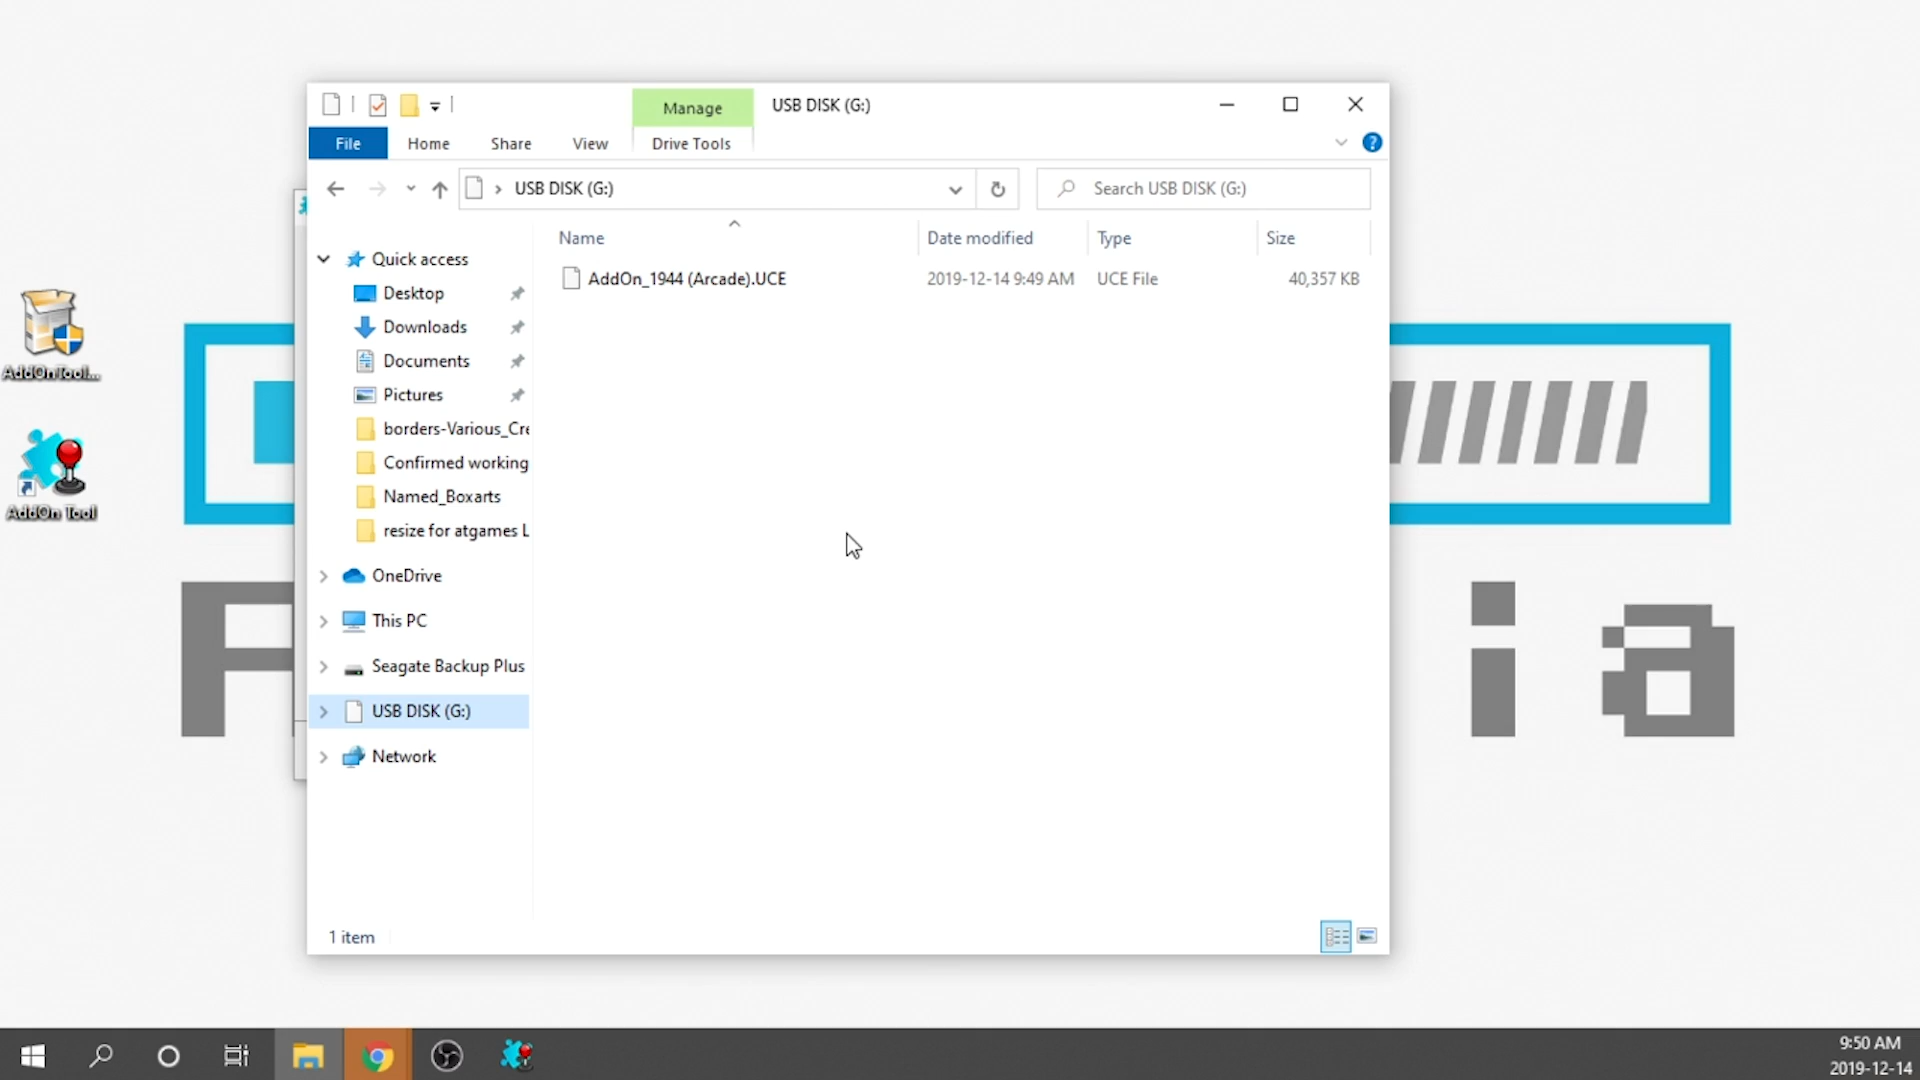 Manage
USB DISK (G:)
File
Home
Share
View
Drive Tools
?
USB DISK (G:)
Search USB DISK (G:)
Name
Date modified
Type
Size
AddOn_1944 (Arcade).UCE
2019-12-14 9:49 AM
UCE File
40,357 KB
Quick access
Desktop
Downloads
Documents
Pictures
borders-Various_Cre
Confirmed working
Named_Boxarts
resize for atgames L
OneDrive
This PC
Seagate Backup Plus
USB DISK (G:)
Network
1 item
AddOnTool...
AddOn Tool
ia
9:50 AM
2019-12-14